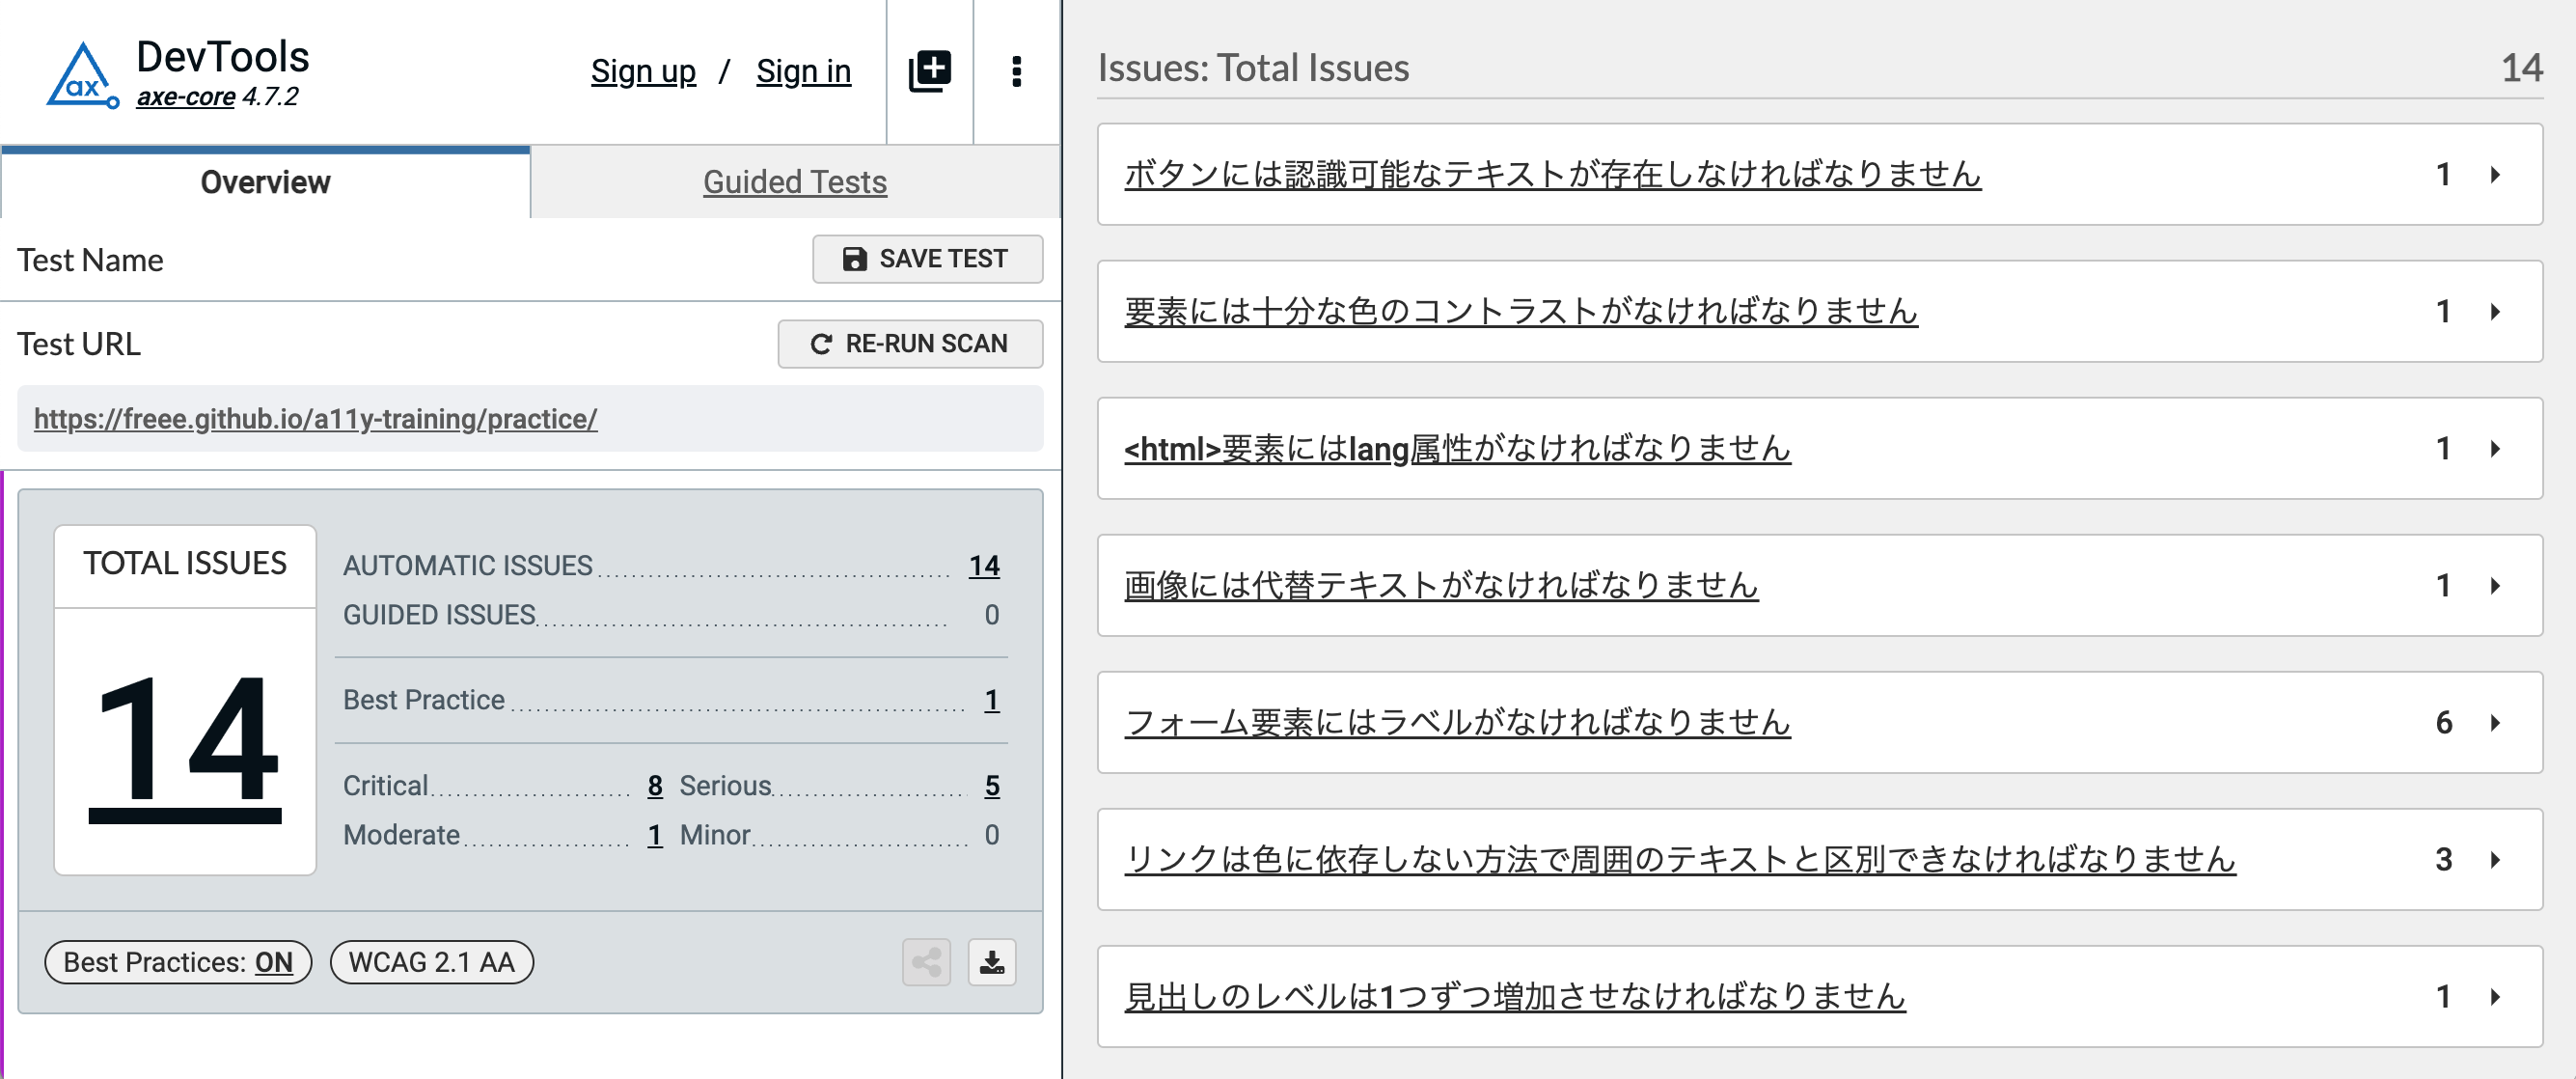 DevTools
axe-core 4.7.2
Sign up / Sign in
Overview
Guided Tests
Test Name
SAVE TEST
Test URL
RE-RUN SCAN
https://freee.github.io/a11y-training/practice/
TOTAL ISSUES
14
AUTOMATIC ISSUES 14
GUIDED ISSUES 0
Best Practice 1
Critical 8 Serious 5
Moderate 1 Minor 0
Best Practices: ON
WCAG 2.1 AA
Issues: Total Issues 14
ボタンには認識可能なテキストが存在しなければなりません 1
要素には十分な色のコントラストがなければなりません 1
<html>要素にはlang属性がなければなりません 1
画像には代替テキストがなければなりません 1
フォーム要素にはラベルがなければなりません 6
リンクは色に依存しない方法で周囲のテキストと区別できなければなりません 3
見出しのレベルは1つずつ増加させなければなりません 1